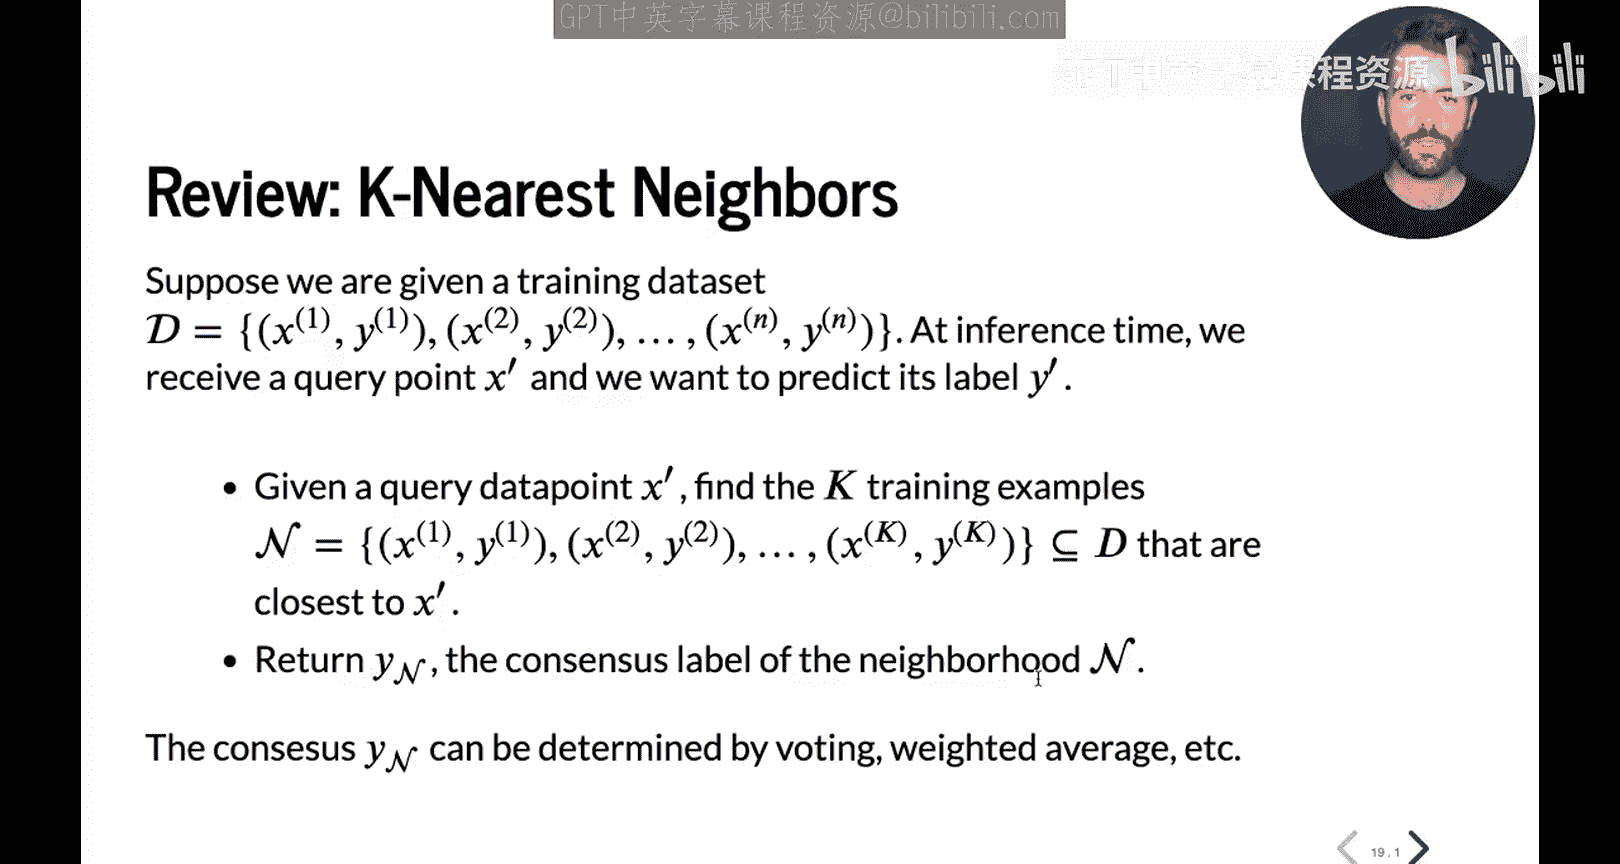 GPT中英字幕课程资源@bilibili.com
课程资源 bilibili
Review: K-Nearest Neighbors
Suppose we are given a training dataset
𝒟 = {(x⁽¹⁾, y⁽¹⁾), (x⁽²⁾, y⁽²⁾), … , (x⁽ⁿ⁾, y⁽ⁿ⁾)}. At inference time, we
receive a query point x′ and we want to predict its label y′ .
• Given a query datapoint x′ , find the K training examples
𝒩 = {(x⁽¹⁾, y⁽¹⁾), (x⁽²⁾, y⁽²⁾), … , (x⁽ᴷ⁾, y⁽ᴷ⁾)} ⊆ D that are
closest to x′ .
• Return y_𝒩, the consensus label of the neighborhood 𝒩.
The consesus y_𝒩 can be determined by voting, weighted average, etc.
19.1